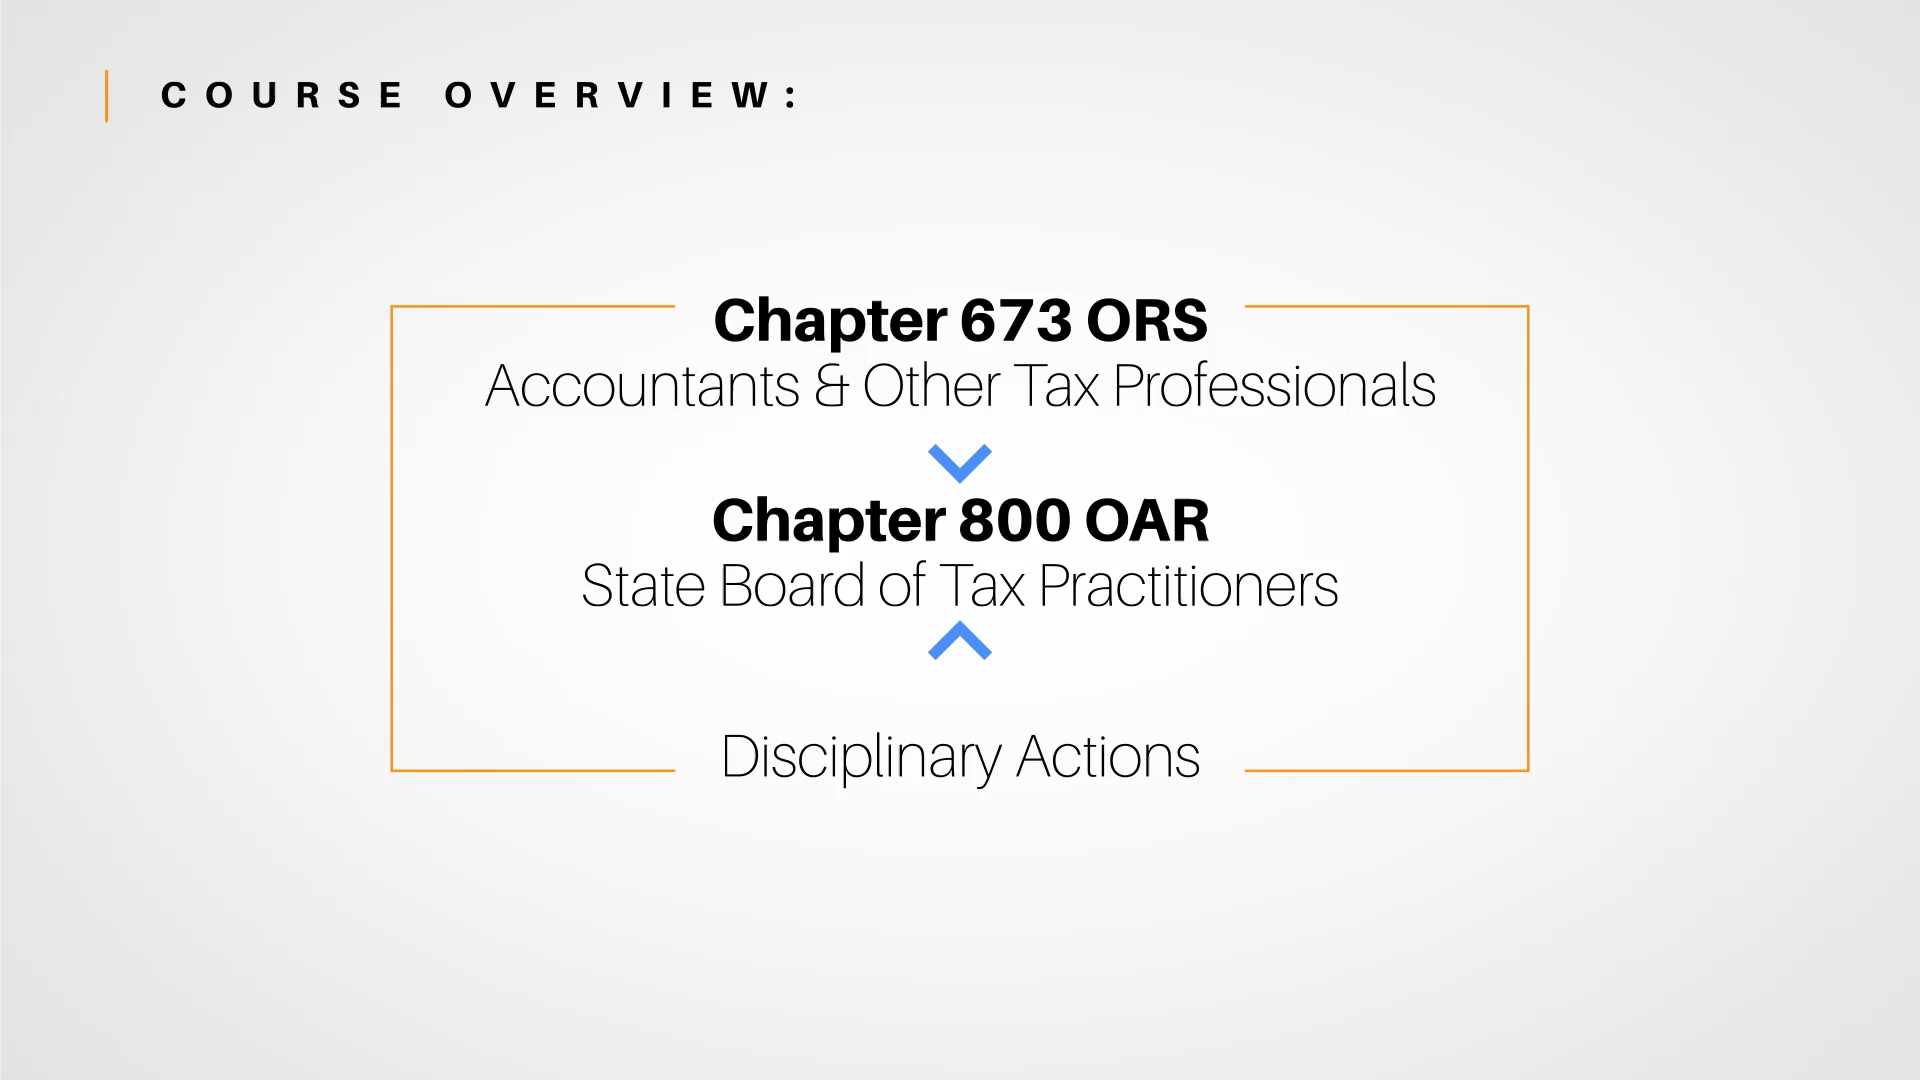 COURSE OVERVIEW:
Chapter 673 ORS
Accountants & Other Tax Professionals
Chapter 800 OAR
State Board of Tax Practitioners
Disciplinary Actions